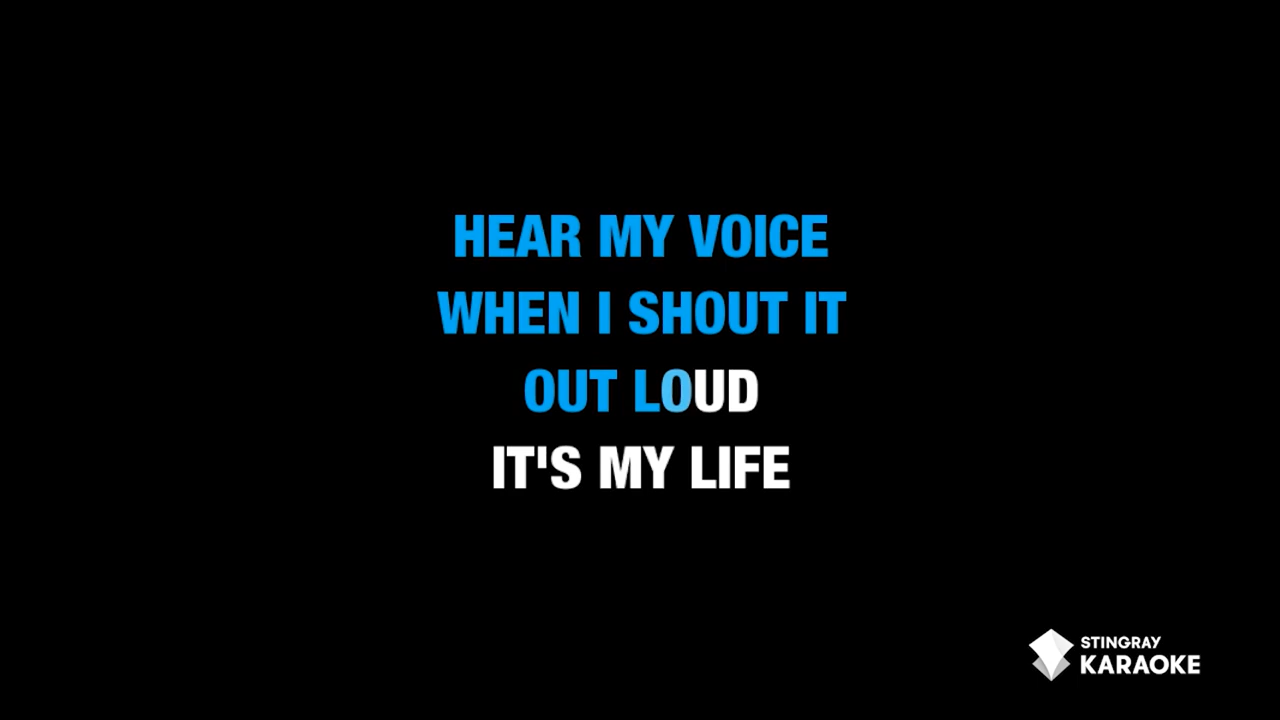 HEAR MY VOICE
WHEN I SHOUT IT
OUT LOUD
IT'S MY LIFE
STINGRAY
KARAOKE